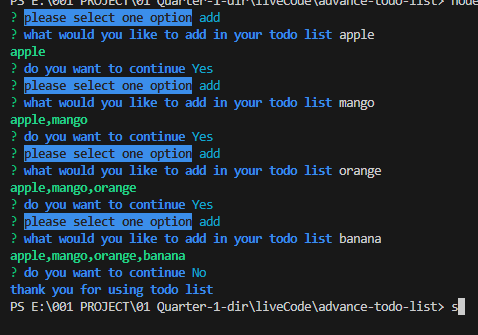 PS E:\001 PROJECT\01 Quarter-1-dir\liveCode\advance-todo-list> node
? please select one option add
? what would you like to add in your todo list apple
apple
? do you want to continue Yes
? please select one option add
? what would you like to add in your todo list mango
apple,mango
? do you want to continue Yes
? please select one option add
? what would you like to add in your todo list orange
apple,mango,orange
? do you want to continue Yes
? please select one option add
? what would you like to add in your todo list banana
apple,mango,orange,banana
? do you want to continue No
thank you for using todo list
PS E:\001 PROJECT\01 Quarter-1-dir\liveCode\advance-todo-list> s